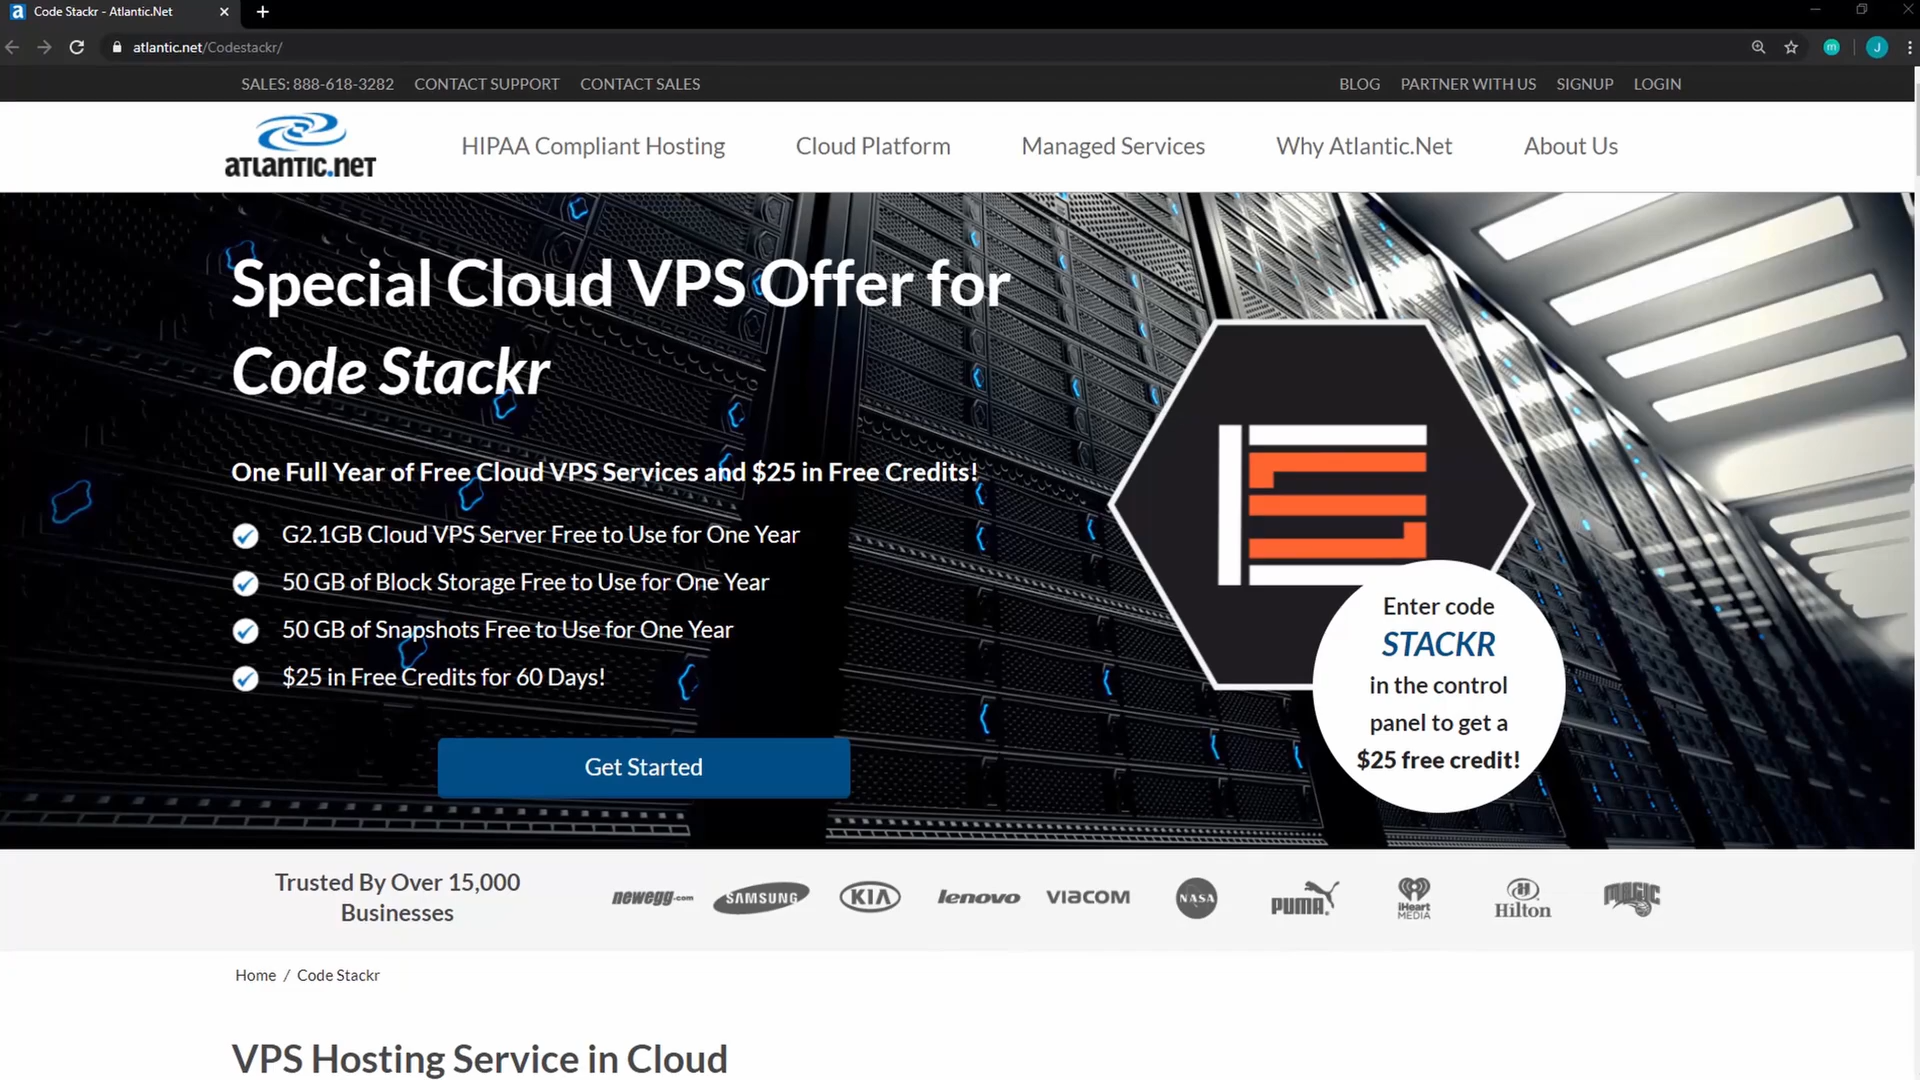 Code Stackr - Atlantic.Net
atlantic.net/Codestackr/
SALES: 888-618-3282 CONTACT SUPPORT CONTACT SALES BLOG PARTNER WITH US SIGNUP LOGIN
ATLANTIC.NET
HIPAA Compliant Hosting Cloud Platform Managed Services Why Atlantic.Net About Us
Special Cloud VPS Offer for
Code Stackr
One Full Year of Free Cloud VPS Services and $25 in Free Credits!
G2.1GB Cloud VPS Server Free to Use for One Year
50 GB of Block Storage Free to Use for One Year
50 GB of Snapshots Free to Use for One Year
$25 in Free Credits for 60 Days!
Get Started
Enter code
STACKR
in the control
panel to get a
$25 free credit!
Trusted By Over 15,000
Businesses
newegg.com SAMSUNG KIA lenovo VIACOM NASA PUMA iHeart MEDIA Hilton MAGIC
Home / Code Stackr
VPS Hosting Service in Cloud